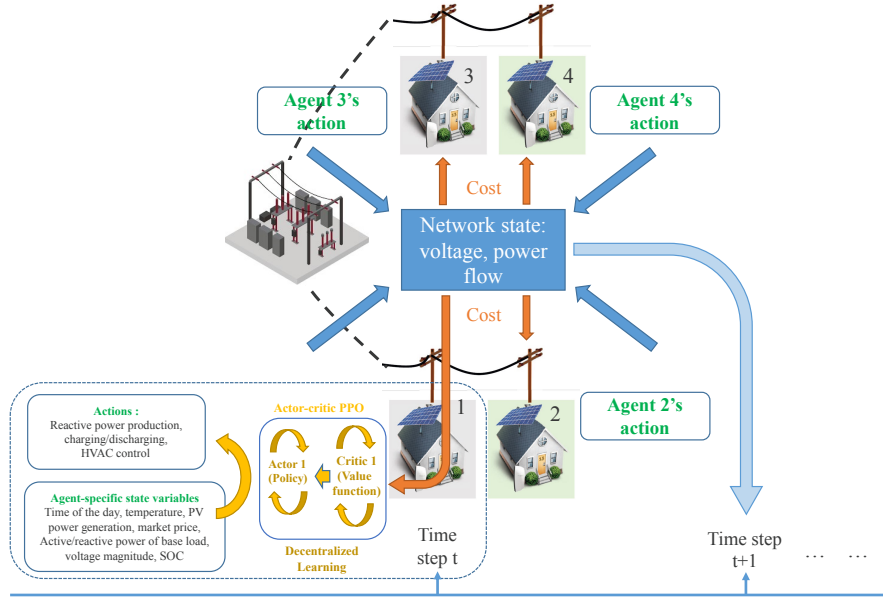 3
4
Agent 3's
action
Agent 4's
action
Cost
Network state:
voltage, power
flow
Cost
1
2
Agent 2's
action
Actor-critic PPO
Actions :
Reactive power production,
charging/discharging,
HVAC control
Actor 1
(Policy)
Critic 1
(Value
function)
Agent-specific state variables
Time of the day, temperature, PV
power generation, market price,
Active/reactive power of base load,
voltage magnitude, SOC
Decentralized
Learning
Time
step t
Time step
t+1
... ...